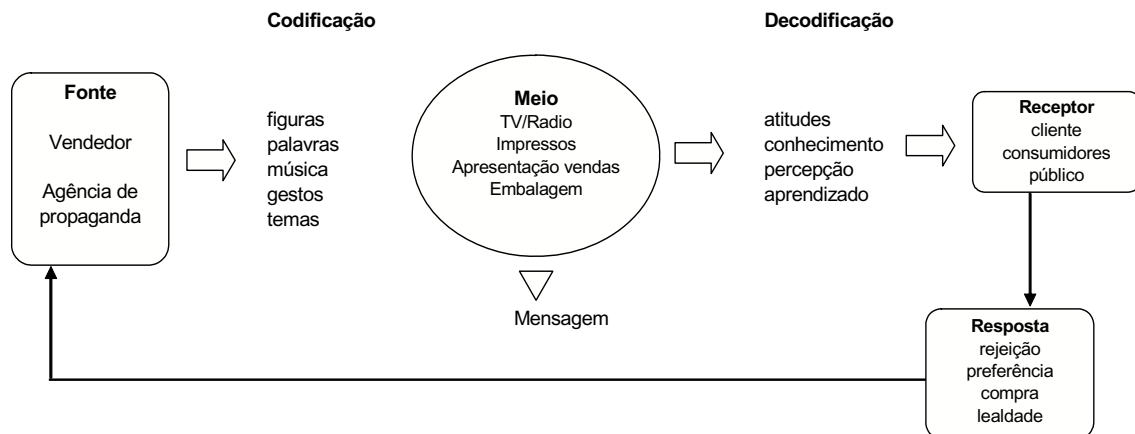 Codificação
Decodificação
Fonte
Vendedor
Agência de
propaganda
figuras
palavras
música
gestos
temas
Meio
TV/Radio
Impressos
Apresentação vendas
Embalagem
Mensagem
atitudes
conhecimento
percepção
aprendizado
Receptor
cliente
consumidores
público
Resposta
rejeição
preferência
compra
lealdade